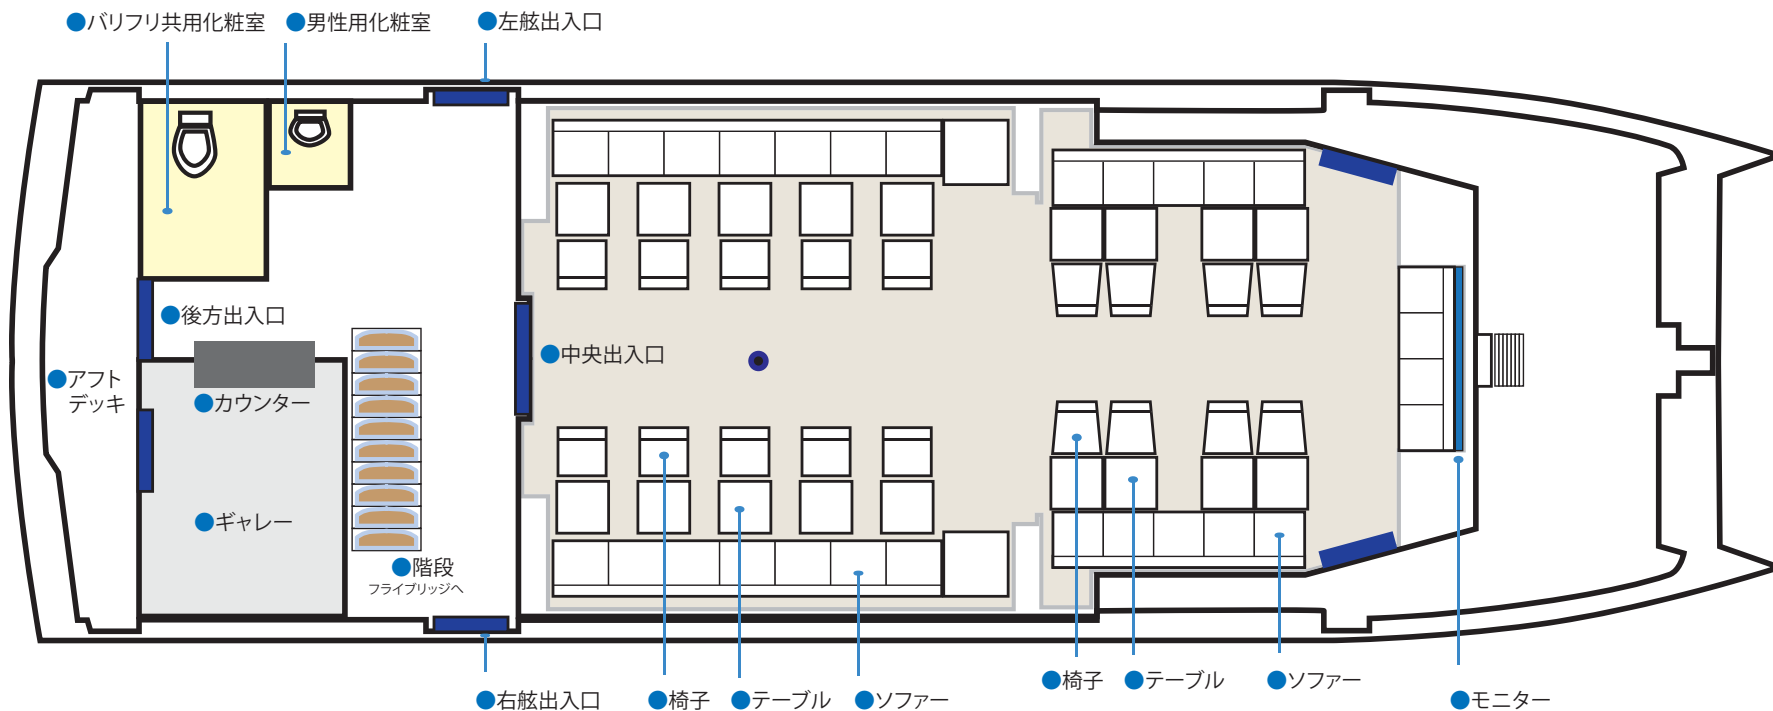 ●バリフリ共用化粧室
●男性用化粧室
●左舷出入口
●後方出入口
●中央出入口
●アフト
デッキ
●カウンター
●ギャレー
●階段
フライブリッジへ
●右舷出入口
●椅子
●テーブル
●ソファー
●椅子
●テーブル
●ソファー
●モニター